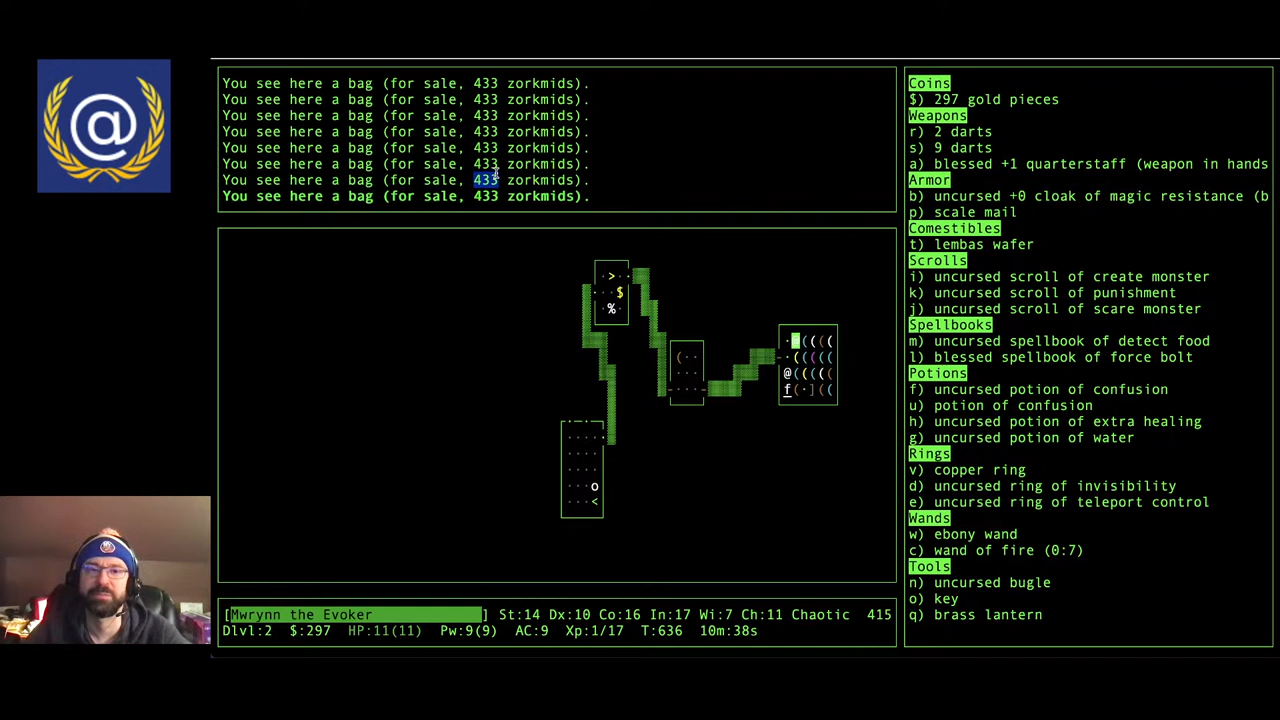 @
You see here a bag (for sale, 433 zorkmids).
You see here a bag (for sale, 433 zorkmids).
You see here a bag (for sale, 433 zorkmids).
You see here a bag (for sale, 433 zorkmids).
You see here a bag (for sale, 433 zorkmids).
You see here a bag (for sale, 433 zorkmids).
You see here a bag (for sale, 433 zorkmids).
You see here a bag (for sale, 433 zorkmids).
·>··
···$
·%·
·@((((
(··
-·(((((
···
@(((((
-····-
f(·]((
·—·
····
····
····
···o
···<
[Mwrynn the Evoker ] St:14 Dx:10 Co:16 In:17 Wi:7 Ch:11 Chaotic 415
Dlvl:2 $:297 HP:11(11) Pw:9(9) AC:9 Xp:1/17 T:636 10m:38s
Coins
$) 297 gold pieces
Weapons
r) 2 darts
s) 9 darts
a) blessed +1 quarterstaff (weapon in hands
Armor
b) uncursed +0 cloak of magic resistance (b
p) scale mail
Comestibles
t) lembas wafer
Scrolls
i) uncursed scroll of create monster
k) uncursed scroll of punishment
j) uncursed scroll of scare monster
Spellbooks
m) uncursed spellbook of detect food
l) blessed spellbook of force bolt
Potions
f) uncursed potion of confusion
u) potion of confusion
h) uncursed potion of extra healing
g) uncursed potion of water
Rings
v) copper ring
d) uncursed ring of invisibility
e) uncursed ring of teleport control
Wands
w) ebony wand
c) wand of fire (0:7)
Tools
n) uncursed bugle
o) key
q) brass lantern